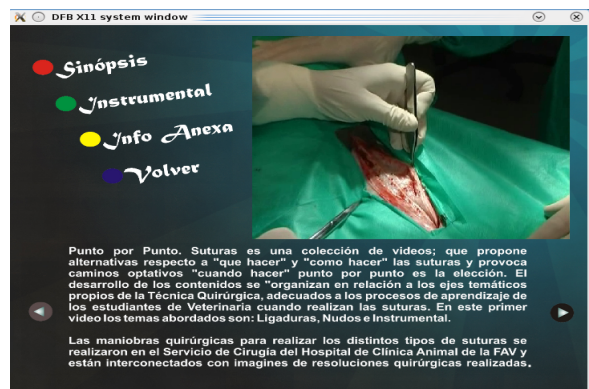 DFB X11 system window
Sinópsis
Instrumental
Info Anexa
Volver
Punto por Punto. Suturas es una colección de videos; que propone
alternativas respecto a "que hacer" y "como hacer" las suturas y provoca
caminos optativos "cuando hacer" punto por punto es la elección. El
desarrollo de los contenidos se "organizan en relación a los ejes temáticos
propios de la Técnica Quirúrgica, adecuados a los procesos de aprendizaje de
los estudiantes de Veterinaria cuando realizan las suturas. En este primer
video los temas abordados son: Ligaduras, Nudos e Instrumental.
Las maniobras quirúrgicas para realizar los distintos tipos de suturas se
realizaron en el Servicio de Cirugía del Hospital de Clínica Animal de la FAV y
están interconectados con imagines de resoluciones quirúrgicas realizadas.